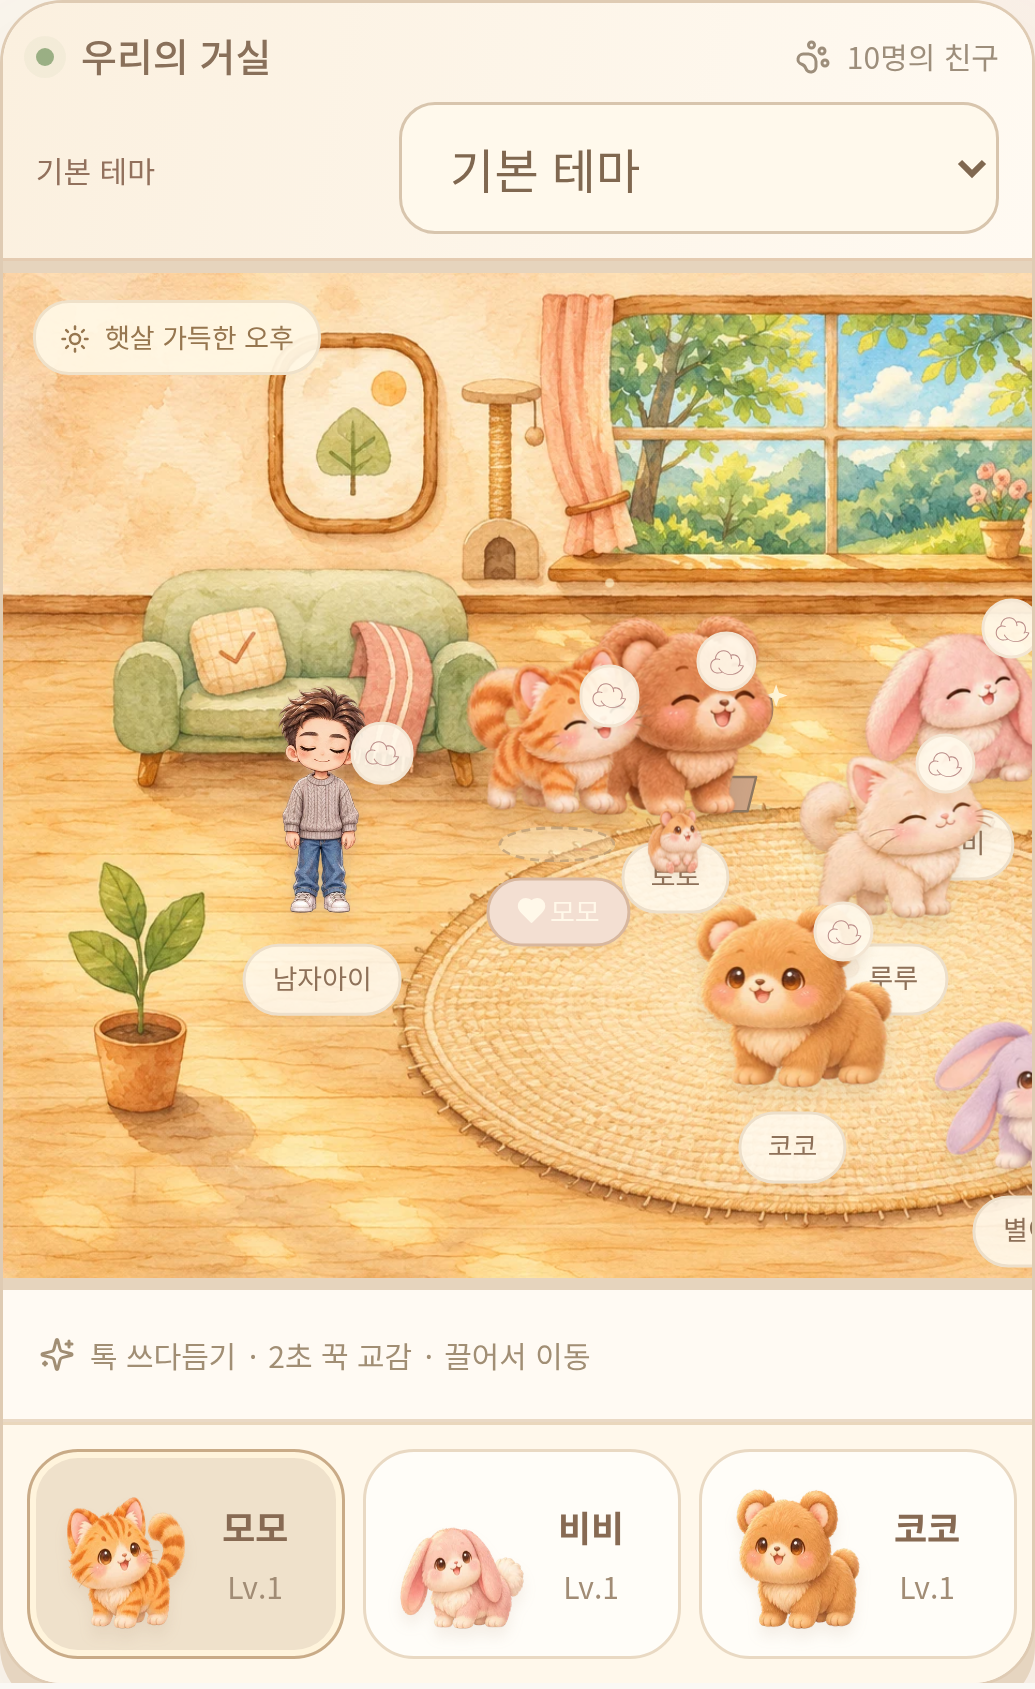 우리의 거실
10명의 친구
기본 테마
기본 테마
햇살 가득한 오후
비
도도
모모
루루
남자아이
코코
별
톡 쓰다듬기 · 2초 꾹 교감 · 끌어서 이동
모모
Lv.1
비비
Lv.1
코코
Lv.1